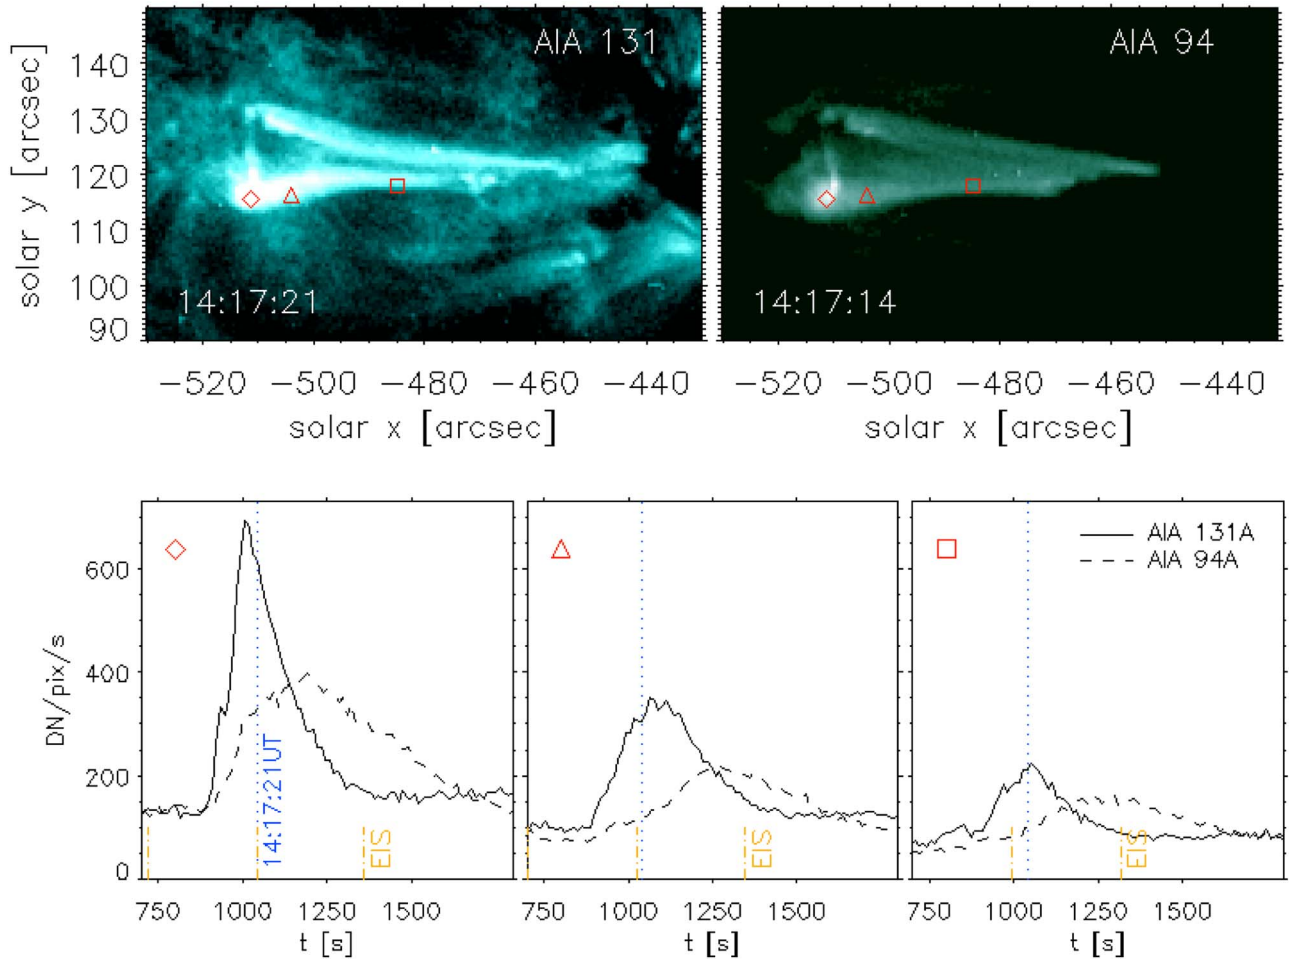 AIA 131
AIA 94
solar y [arcsec]
140
130
120
110
100
90
14:17:21
14:17:14
−520 −500 −480 −460 −440
−520 −500 −480 −460 −440
solar x [arcsec]
solar x [arcsec]
DN/pix/s
600
400
200
0
14:17:21UT
EIS
EIS
EIS
AIA 131A
AIA 94A
750 1000 1250 1500
750 1000 1250 1500
750 1000 1250 1500
t [s]
t [s]
t [s]